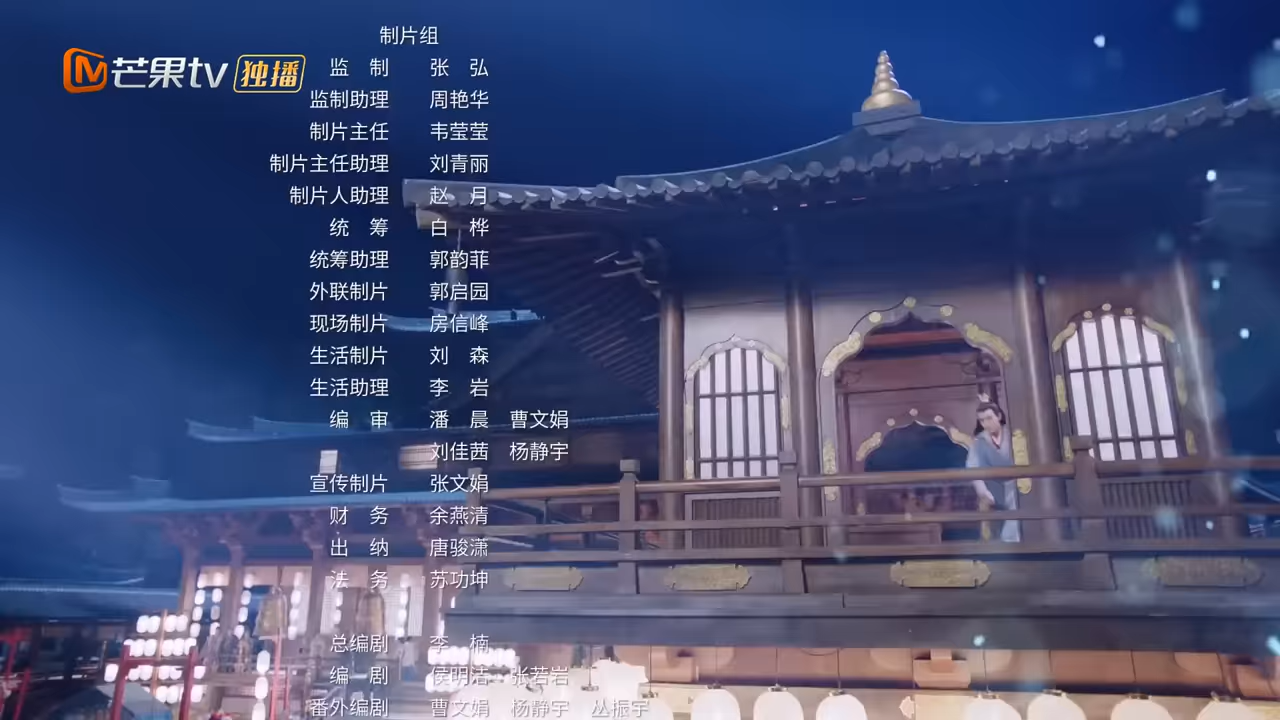 制片组
芒果tv 独播
监 制 张 弘
监制助理 周艳华
制片主任 韦莹莹
制片主任助理 刘青丽
制片人助理 赵 月
统 筹 白 桦
统筹助理 郭韵菲
外联制片 郭启园
现场制片 房信峰
生活制片 刘 森
生活助理 李 岩
编 审 潘 晨 曹文娟
刘佳茜 杨静宇
宣传制片 张文娟
财 务 余燕清
出 纳 唐骏潇
法 务 苏功坤
总编剧 李 楠
编 剧 侯明洁 张若岩
番外编剧 曹文娟 杨静宇 丛振宇